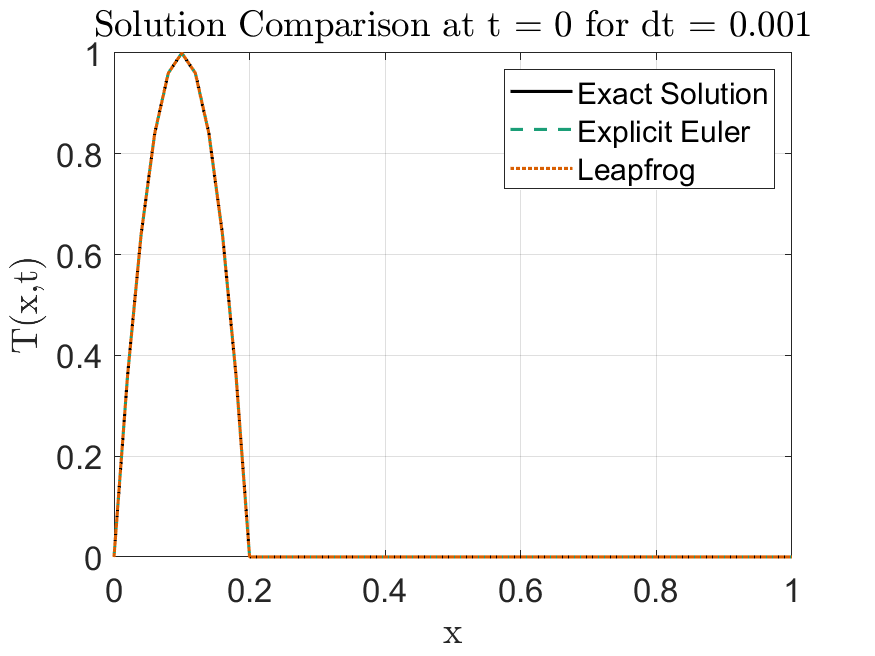 Solution Comparison at t = 0 for dt = 0.001
Exact Solution
Explicit Euler
Leapfrog
T(x,t)
1
0.8
0.6
0.4
0.2
0
0 0.2 0.4 0.6 0.8 1
x